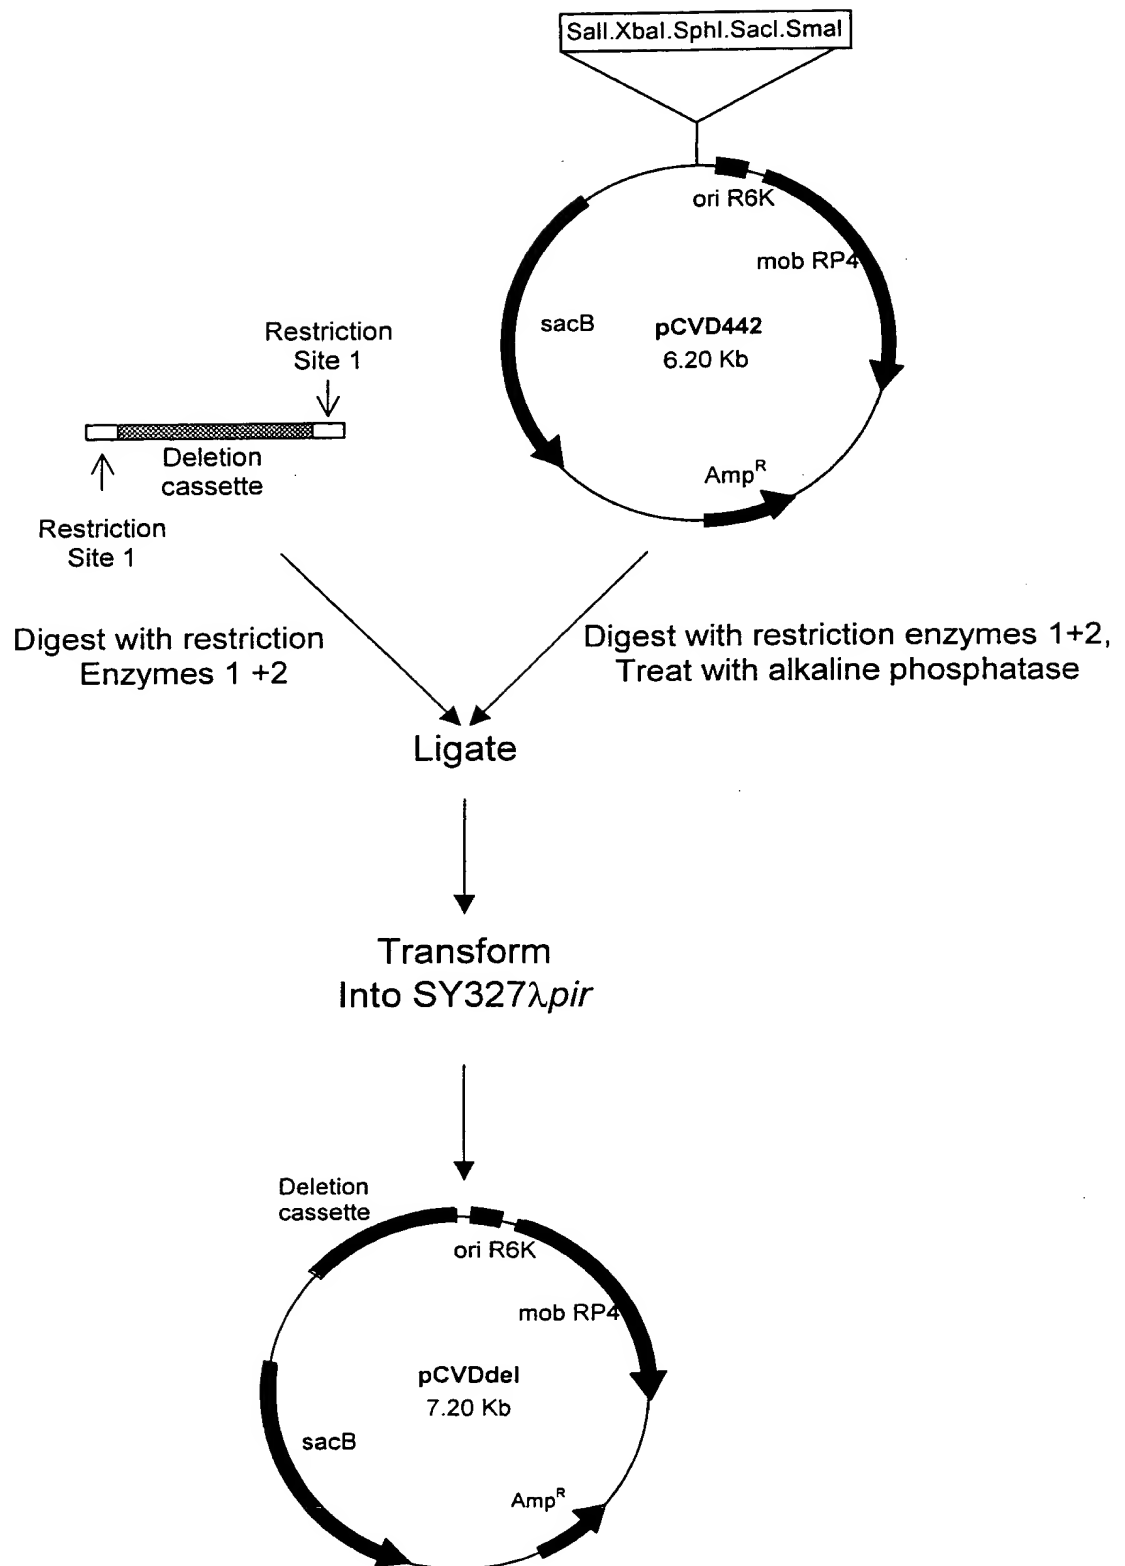 SalI.XbaI.SphI.SacI.SmaI
ori R6K
mob RP4
sacB
pCVD442
6.20 Kb
Amp^R
Restriction
Site 1
Deletion
cassette
Restriction
Site 1
Digest with restriction
Enzymes 1 +2
Digest with restriction enzymes 1+2,
Treat with alkaline phosphatase
Ligate
Transform
Into SY327λpir
Deletion
cassette
ori R6K
mob RP4
pCVDdel
7.20 Kb
sacB
Amp^R